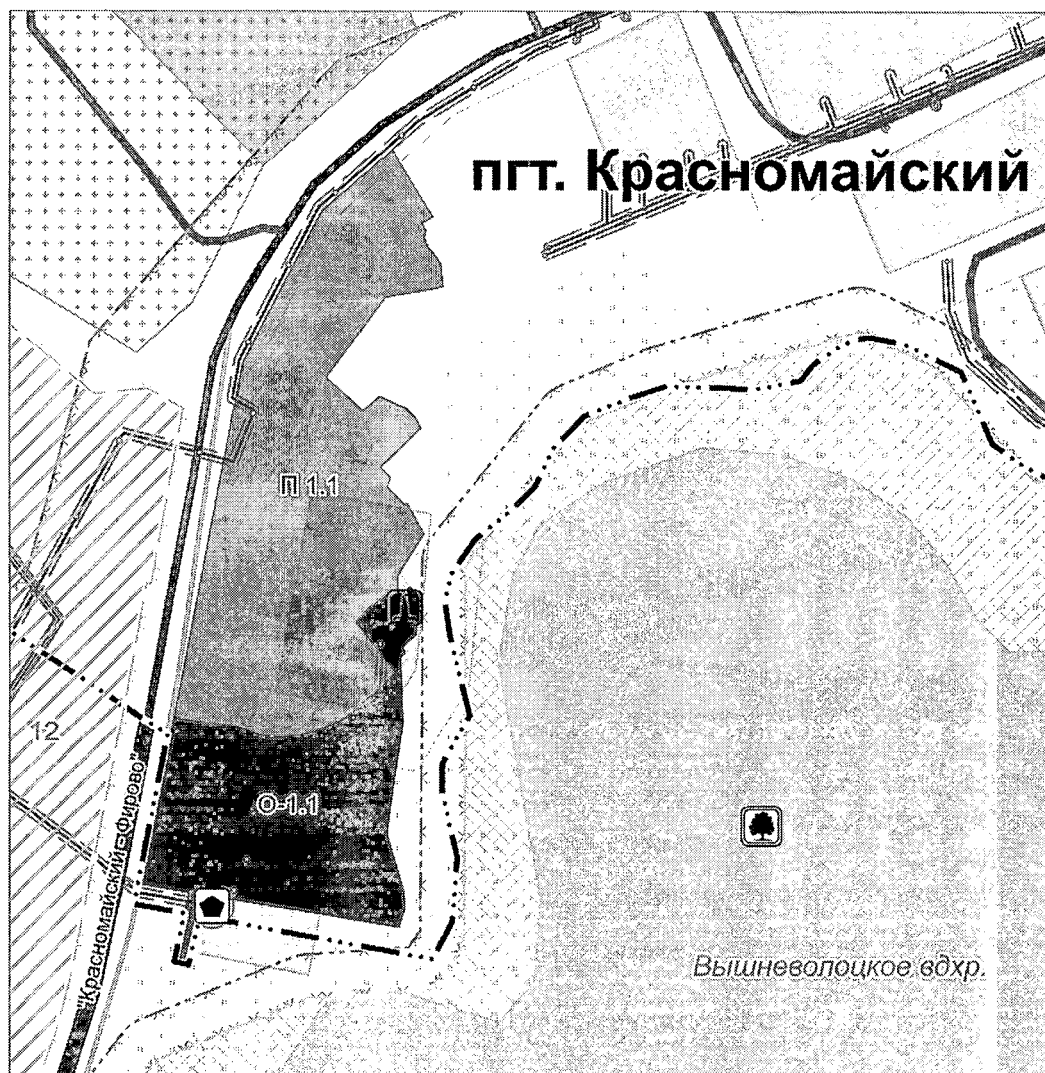 пгт. Красномайский
П 1.1
12
О-1.1
"Красномайский-Фирово"
Вышневолоцкое вдхр.